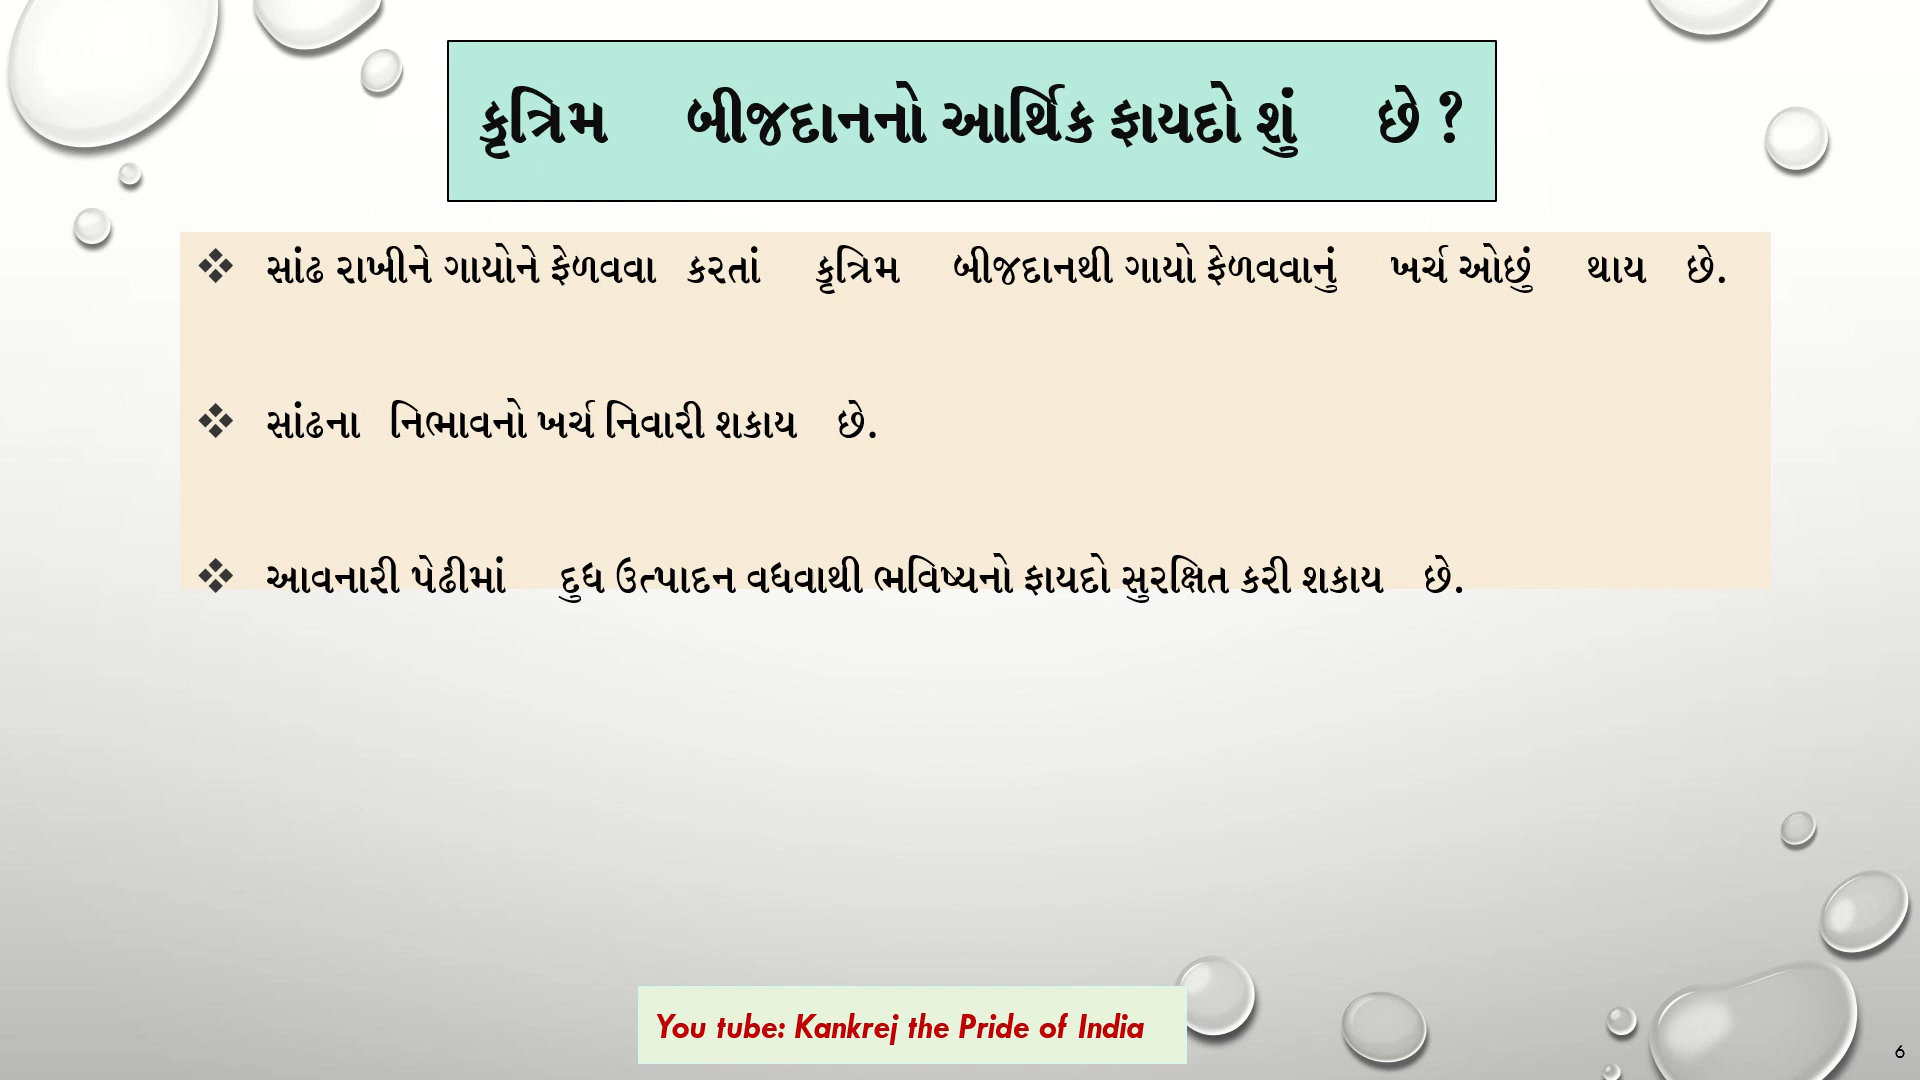 કૃત્રિમ બીજદાનનો આર્થિક ફાયદો શું છે ?
❖ સાંઢ રાખીને ગાયોને ફેળવવા કરતાં કૃત્રિમ બીજદાનથી ગાયો ફેળવવાનું ખર્ચ ઓછું થાય છે.
❖ સાંઢના નિભાવનો ખર્ચ નિવારી શકાય છે.
❖ આવનારી પેઢીમાં દુધ ઉત્પાદન વધવાથી ભવિષ્યનો ફાયદો સુરક્ષિત કરી શકાય છે.
You tube: Kankrej the Pride of India
6